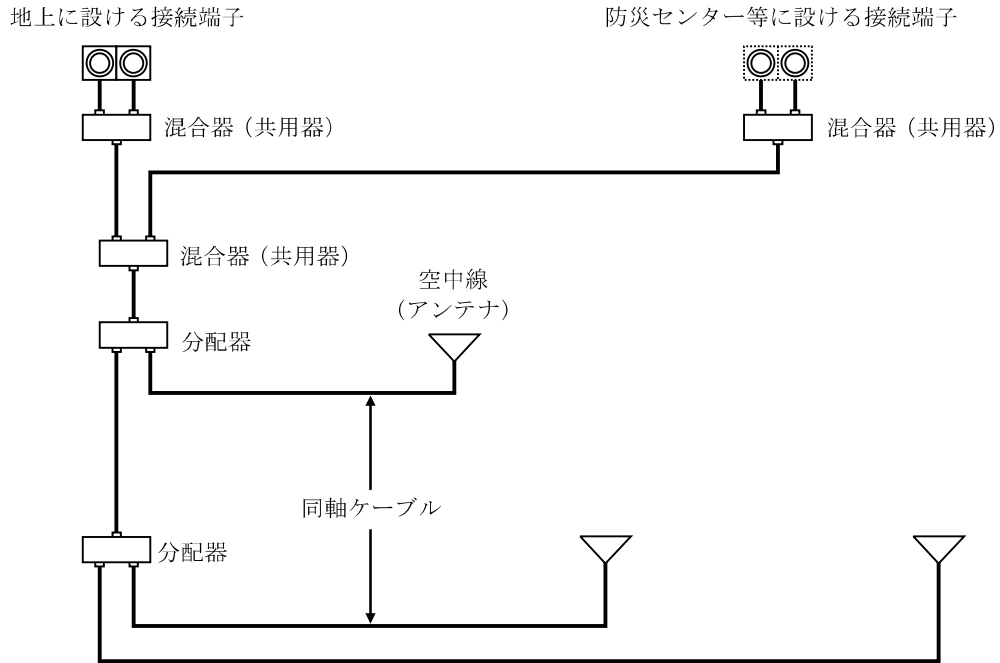 地上に設ける接続端子
防災センター等に設ける接続端子
混合器（共用器）
混合器（共用器）
混合器（共用器）
空中線
（アンテナ）
分配器
同軸ケーブル
分配器